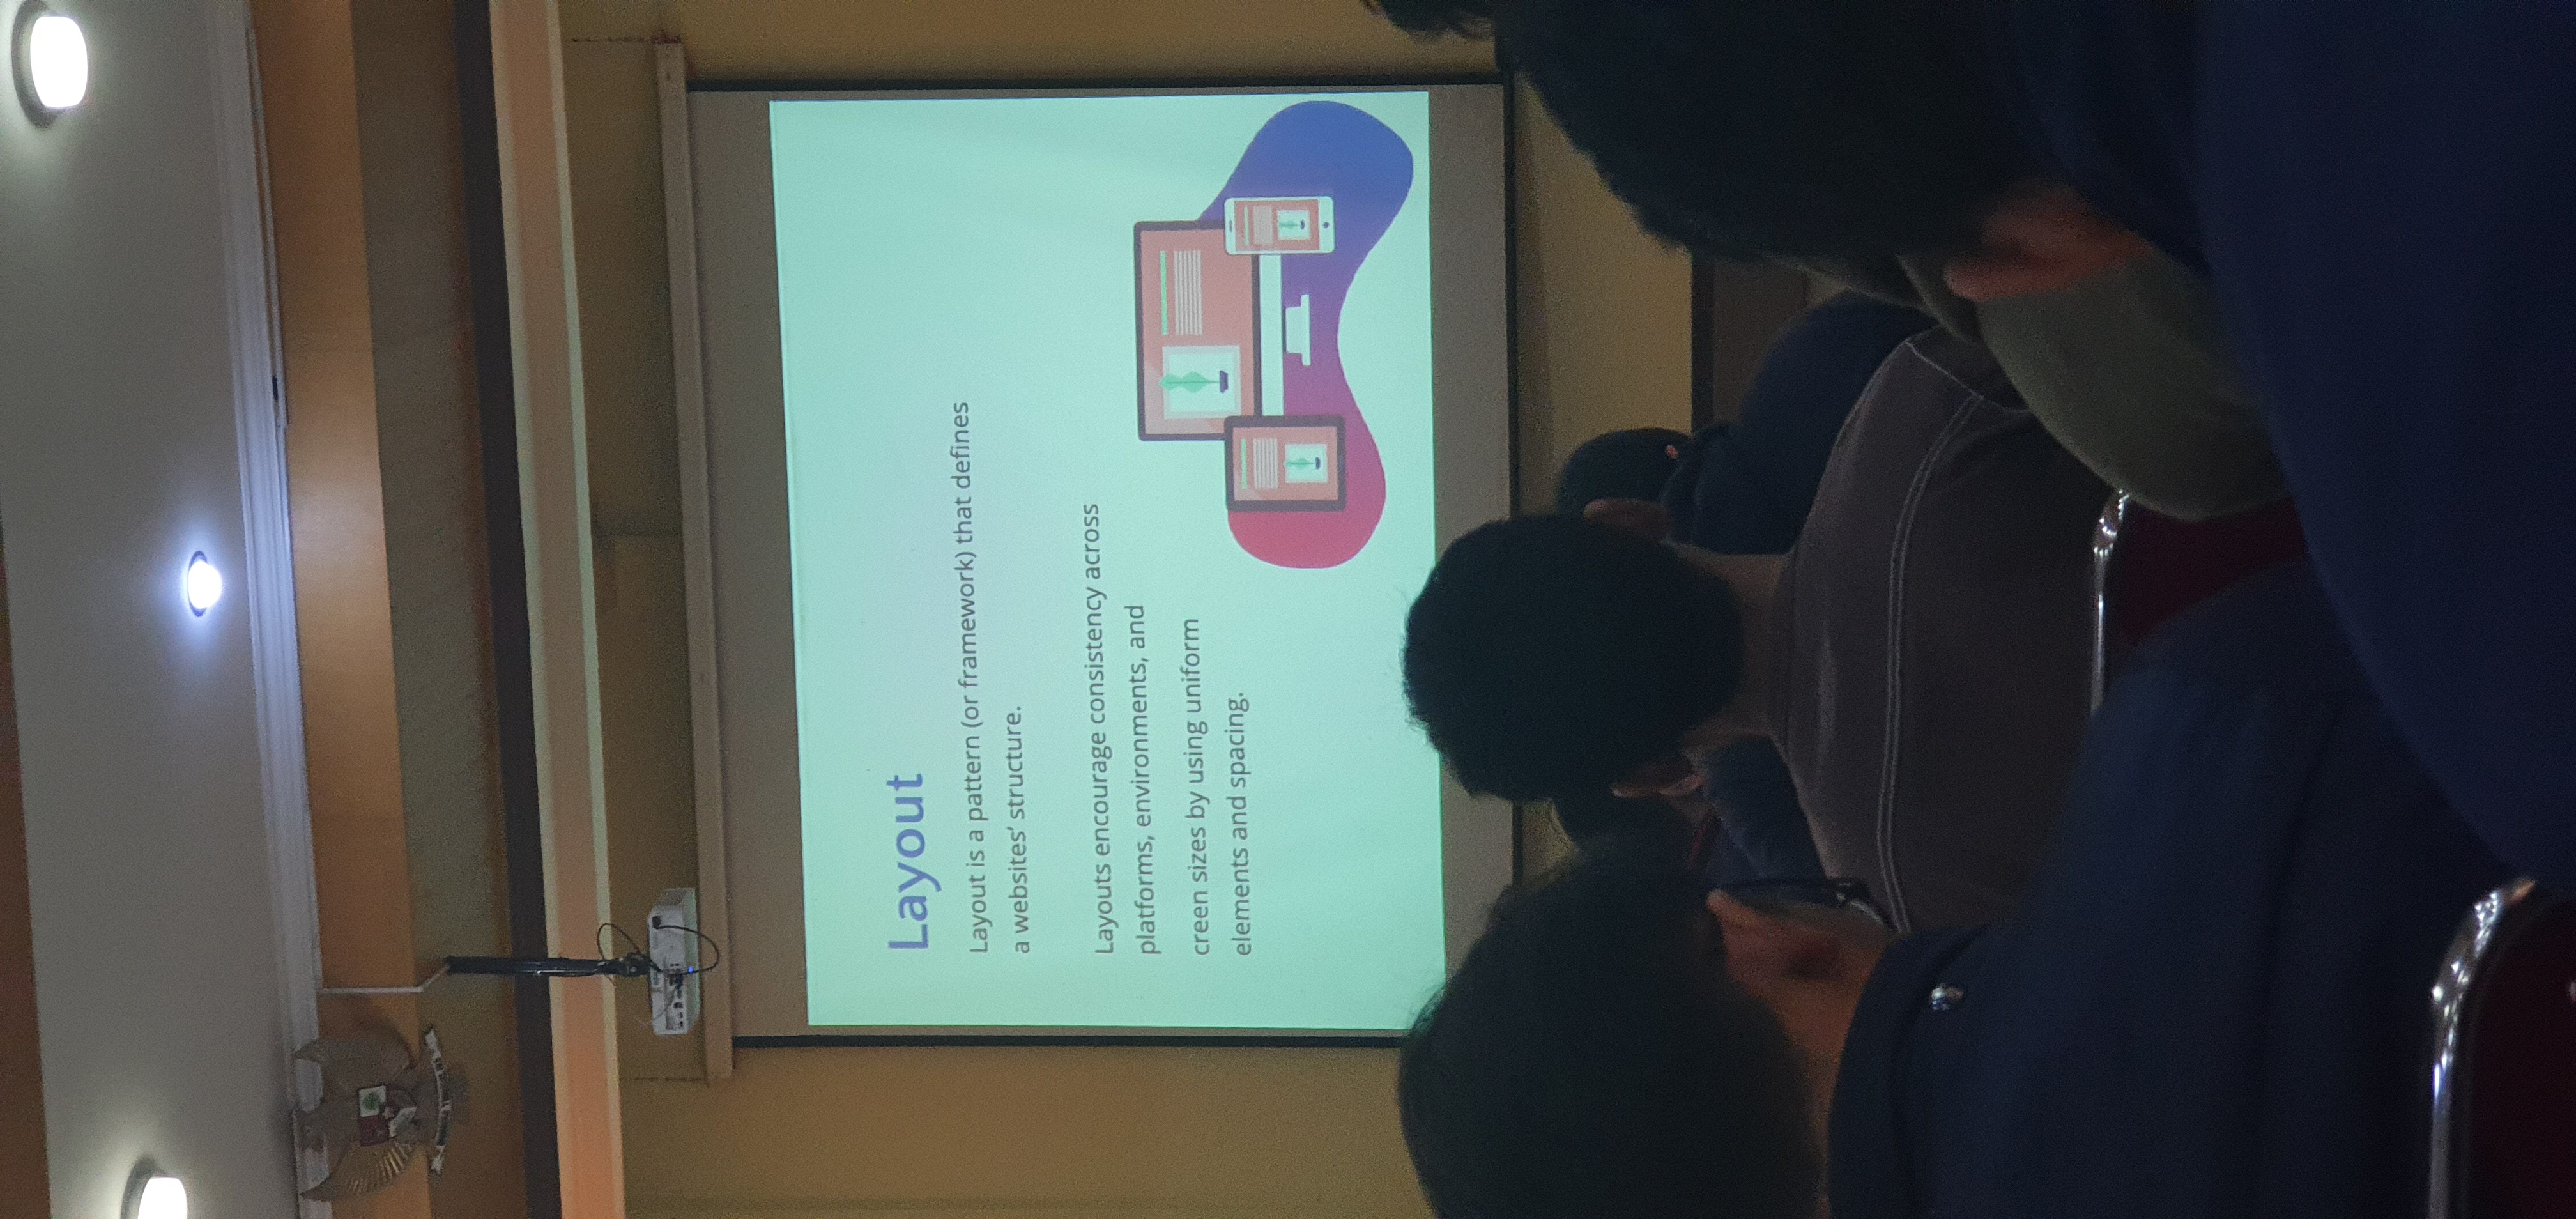 Layout
Layout is a pattern (or framework) that defines
a websites' structure.
Layouts encourage consistency across
platforms, environments, and
creen sizes by using uniform
elements and spacing.